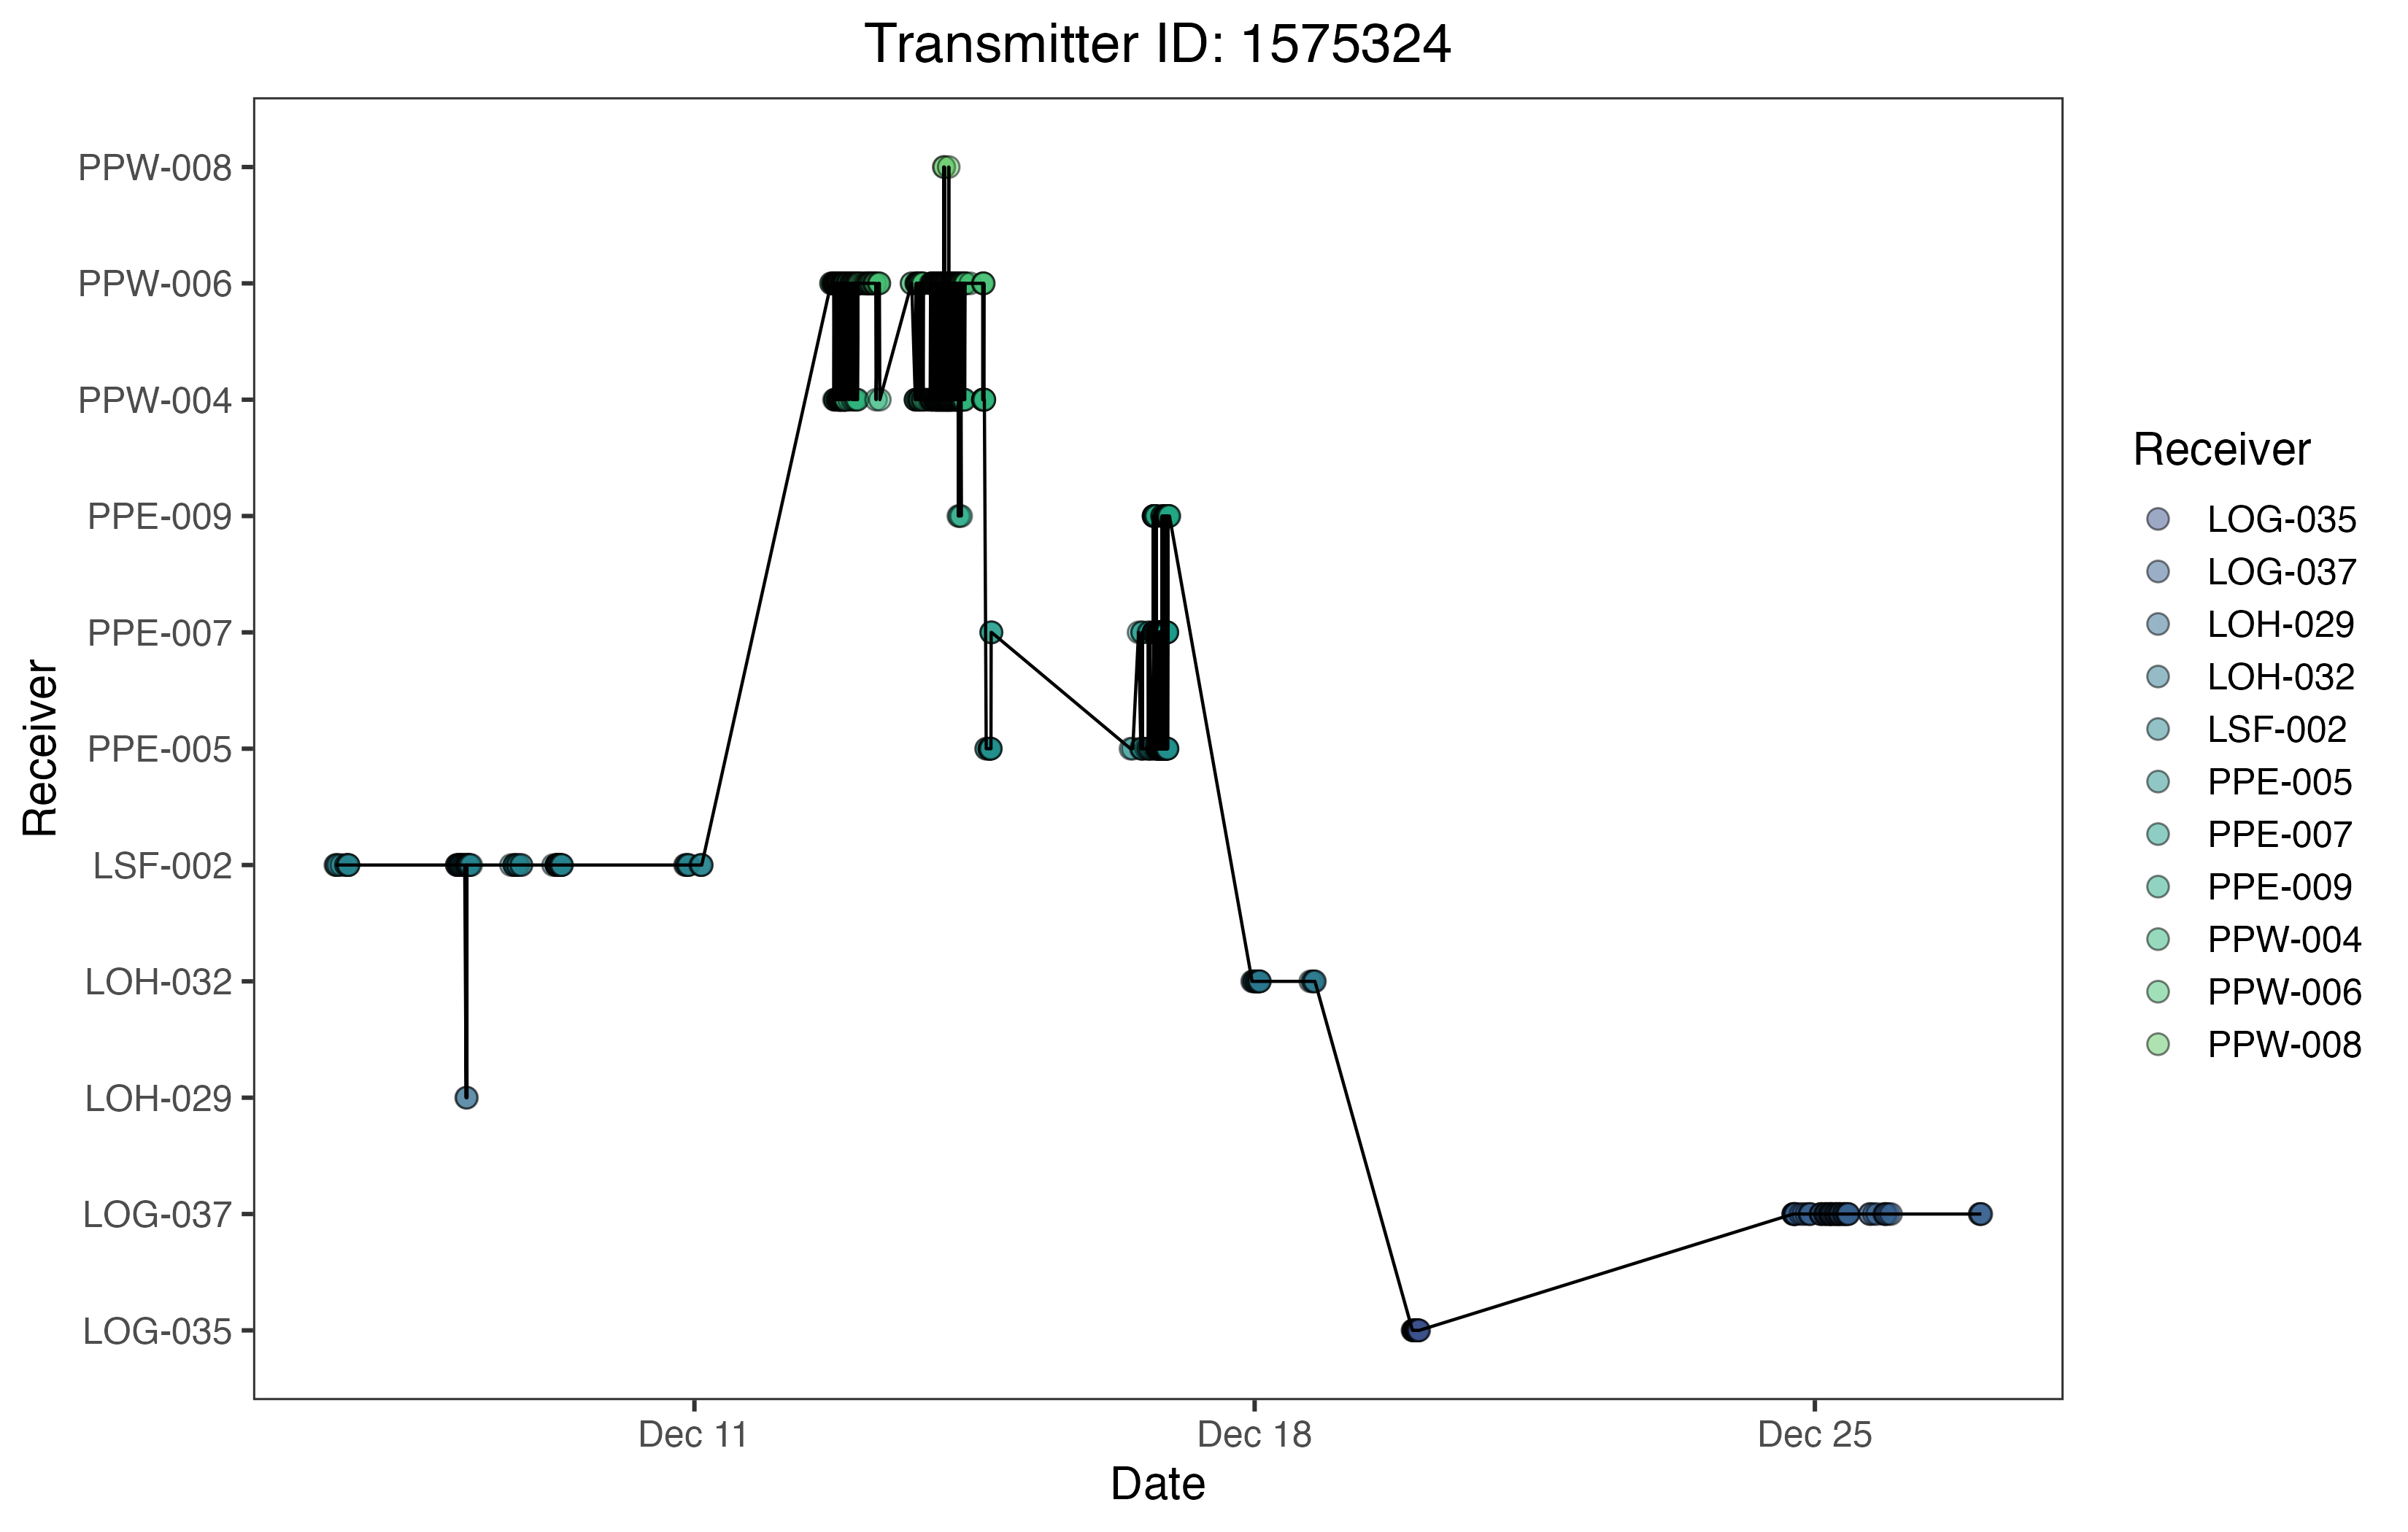 Transmitter ID: 1575324
Receiver
PPW-008
PPW-006
PPW-004
PPE-009
PPE-007
PPE-005
LSF-002
LOH-032
LOH-029
LOG-037
LOG-035
Dec 11
Dec 18
Dec 25
Date
Receiver
LOG-035
LOG-037
LOH-029
LOH-032
LSF-002
PPE-005
PPE-007
PPE-009
PPW-004
PPW-006
PPW-008